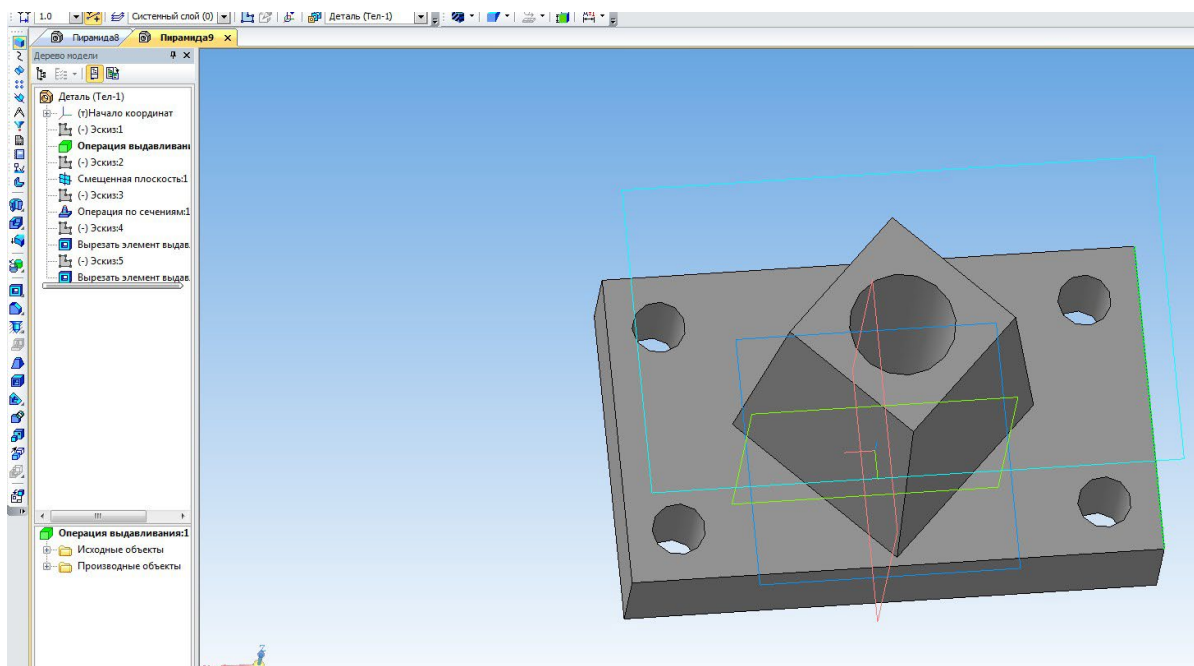 1.0 Системный слой (0) Деталь (Тел-1)
Пирамида8 Пирамида9
Дерево модели
Деталь (Тел-1)
(т)Начало координат
(-) Эскиз:1
Операция выдавливани
(-) Эскиз:2
Смещенная плоскость:1
(-) Эскиз:3
Операция по сечениям:1
(-) Эскиз:4
Вырезать элемент выдав
(-) Эскиз:5
Вырезать элемент выдав
Операция выдавливания:1
Исходные объекты
Производные объекты
Z